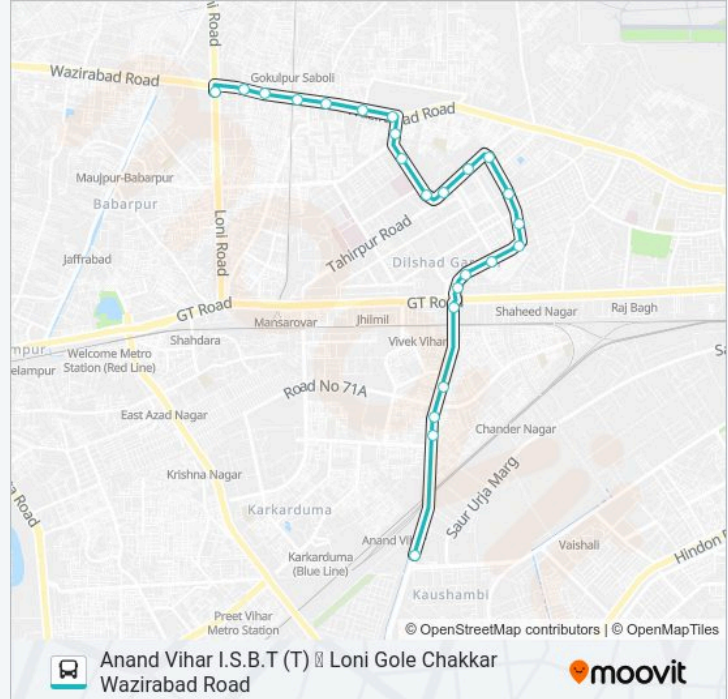 ni Road
Wazirabad Road
Gokulpur Saboli
ad Road
Maujpur-Babarpur
Babarpur
Loni Road
Tahirpur Road
Jaffrabad
Dilshad Ga
GT Road
GT Ro
Shaheed Nagar
Raj Bagh
Mansarovar
Jhilmil
mpur
Shahdara
Vivek Vihar
Welcome Metro
Station (Red Line)
elampur
Sa
Road No 71A
East Azad Nagar
Chander Nagar
Krishna Nagar
Saur Urja Marg
a Road
Karkarduma
Anand Vi
Vaishali
Hindon R
Karkarduma
(Blue Line)
Kaushambi
Preet Vihar
Metro Station
© OpenStreetMap contributors | © OpenMapTiles
Anand Vihar I.S.B.T (T) Loni Gole Chakkar
Wazirabad Road
moovit